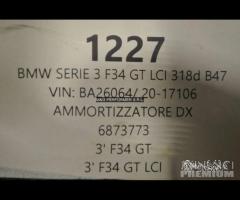 1227
BMW SERIE 3 F34 GT LCI 318d B47
VIN: BA26064/ 20-17106
AMMORTIZZATORE DX
6873773
3' F34 GT
3' F34 GT LCI
PREMIUM